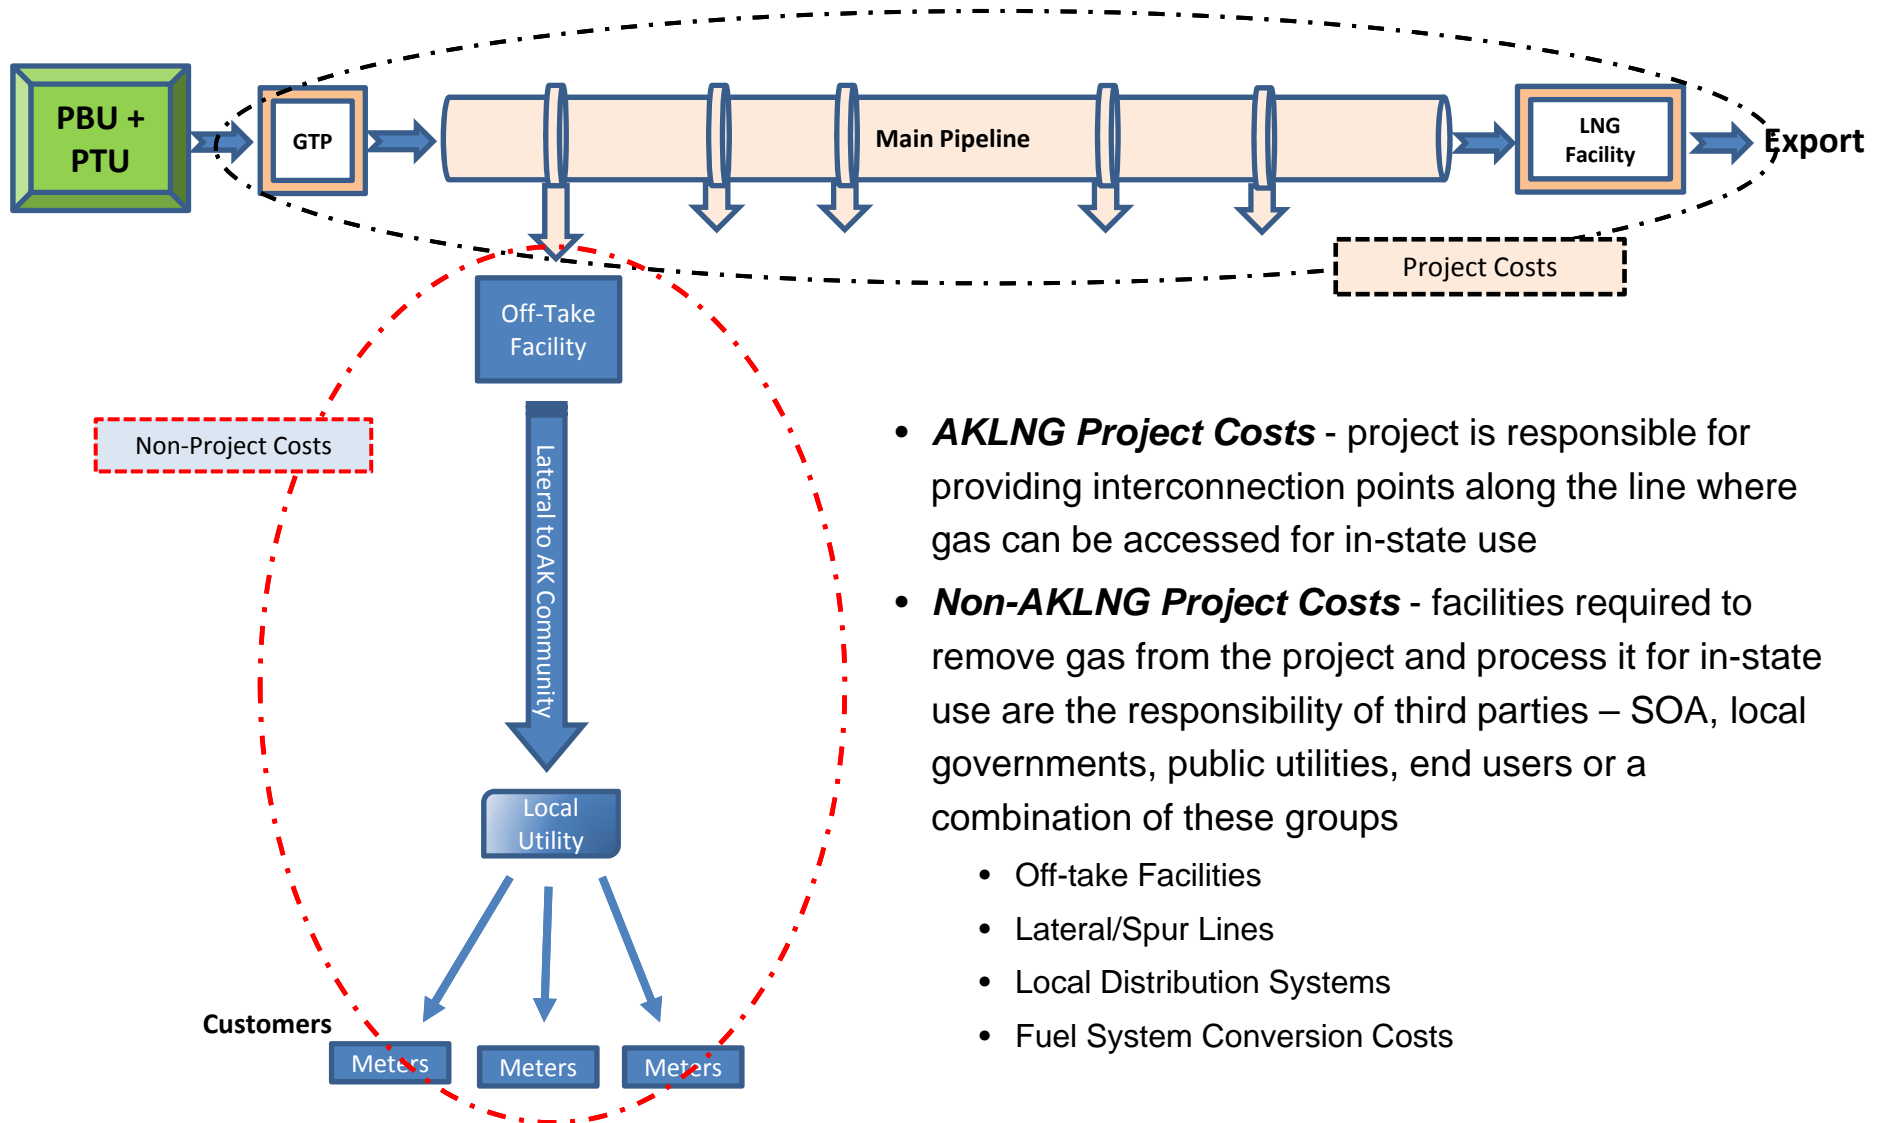 PBU +
PTU
GTP
Main Pipeline
LNG
Facility
Export
Project Costs
Off-Take
Facility
Non-Project Costs
Lateral to AK Community
Local
Utility
Customers
Meters
Meters
Meters
• AKLNG Project Costs - project is responsible for
providing interconnection points along the line where
gas can be accessed for in-state use
• Non-AKLNG Project Costs - facilities required to
remove gas from the project and process it for in-state
use are the responsibility of third parties – SOA, local
governments, public utilities, end users or a
combination of these groups
• Off-take Facilities
• Lateral/Spur Lines
• Local Distribution Systems
• Fuel System Conversion Costs